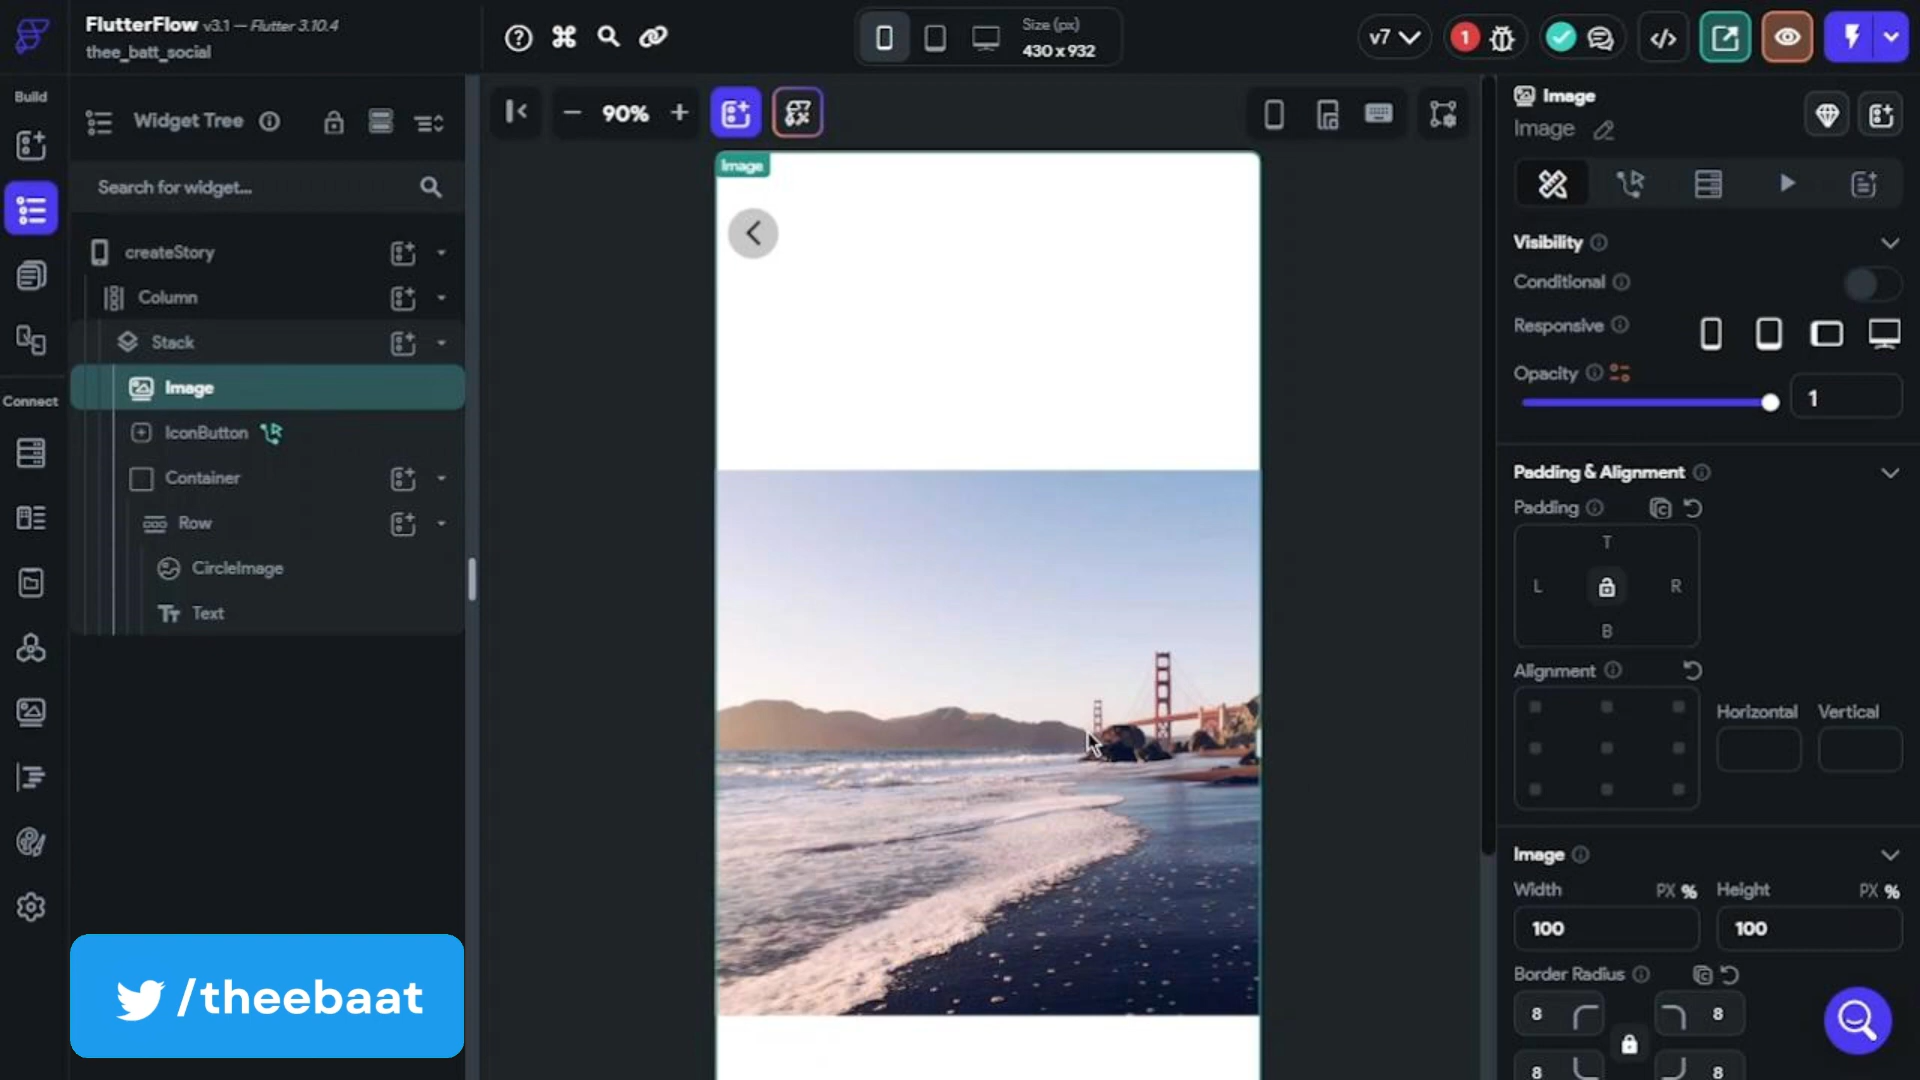 FlutterFlow v3.1 — Flutter 3.10.4
thee_batt_social
Size (px)
430 x 932
v7
1
Build
Widget Tree
90%
Image
Image
Image
Search for widget...
createStory
Column
Stack
Image
IconButton
Container
Row
CircleImage
Text
Connect
Visibility
Conditional
Responsive
Opacity
1
Padding & Alignment
Padding
T
L
R
B
Alignment
Horizontal
Vertical
Image
Width
PX %
Height
PX %
100
100
Border Radius
8
8
8
8
/theebaat